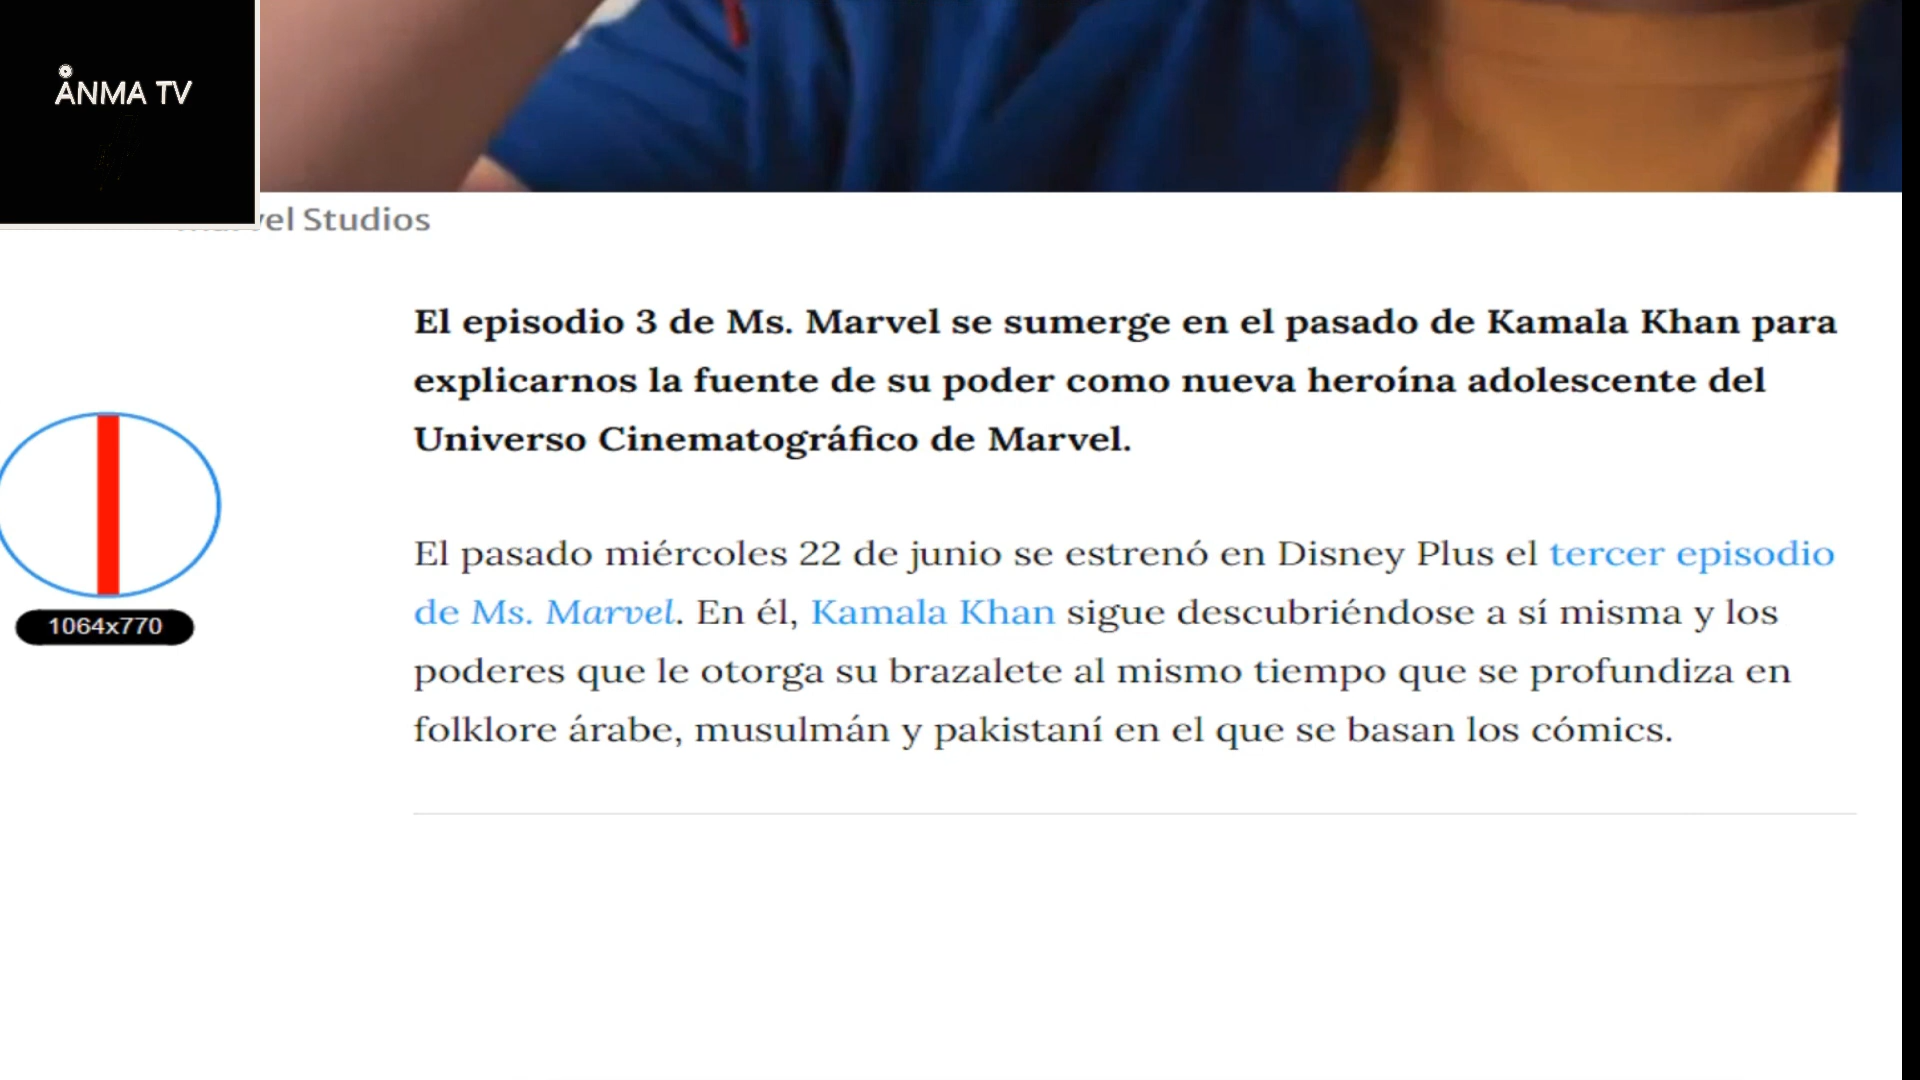 ÅNMA TV
Studios
El episodio 3 de Ms. Marvel se sumerge en el pasado de Kamala Khan para
explicarnos la fuente de su poder como nueva heroína adolescente del
Universo Cinematográfico de Marvel.
El pasado miércoles 22 de junio se estrenó en Disney Plus el tercer episodio
de Ms. Marvel. En él, Kamala Khan sigue descubriéndose a sí misma y los
1064x770
poderes que le otorga su brazalete al mismo tiempo que se profundiza en
folklore árabe, musulmán y pakistaní en el que se basan los cómics.